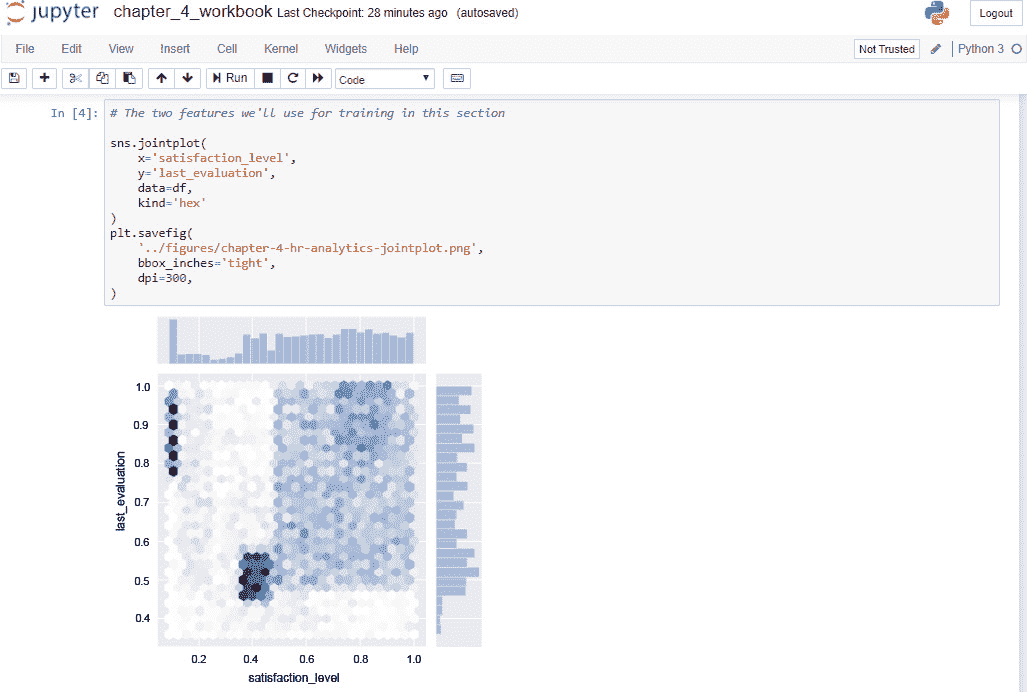 jupyter chapter_4_workbook Last Checkpoint: 28 minutes ago (autosaved) Logout
File Edit View Insert Cell Kernel Widgets Help Not Trusted Python 3
Run Code
In [4]: # The two features we'll use for training in this section
sns.jointplot(
x='satisfaction_level',
y='last_evaluation',
data=df,
kind='hex'
)
plt.savefig(
'../figures/chapter-4-hr-analytics-jointplot.png',
bbox_inches='tight',
dpi=300,
)
1.0
0.9
0.8
0.7
0.6
0.5
0.4
last_evaluation
0.2 0.4 0.6 0.8 1.0
satisfaction_level